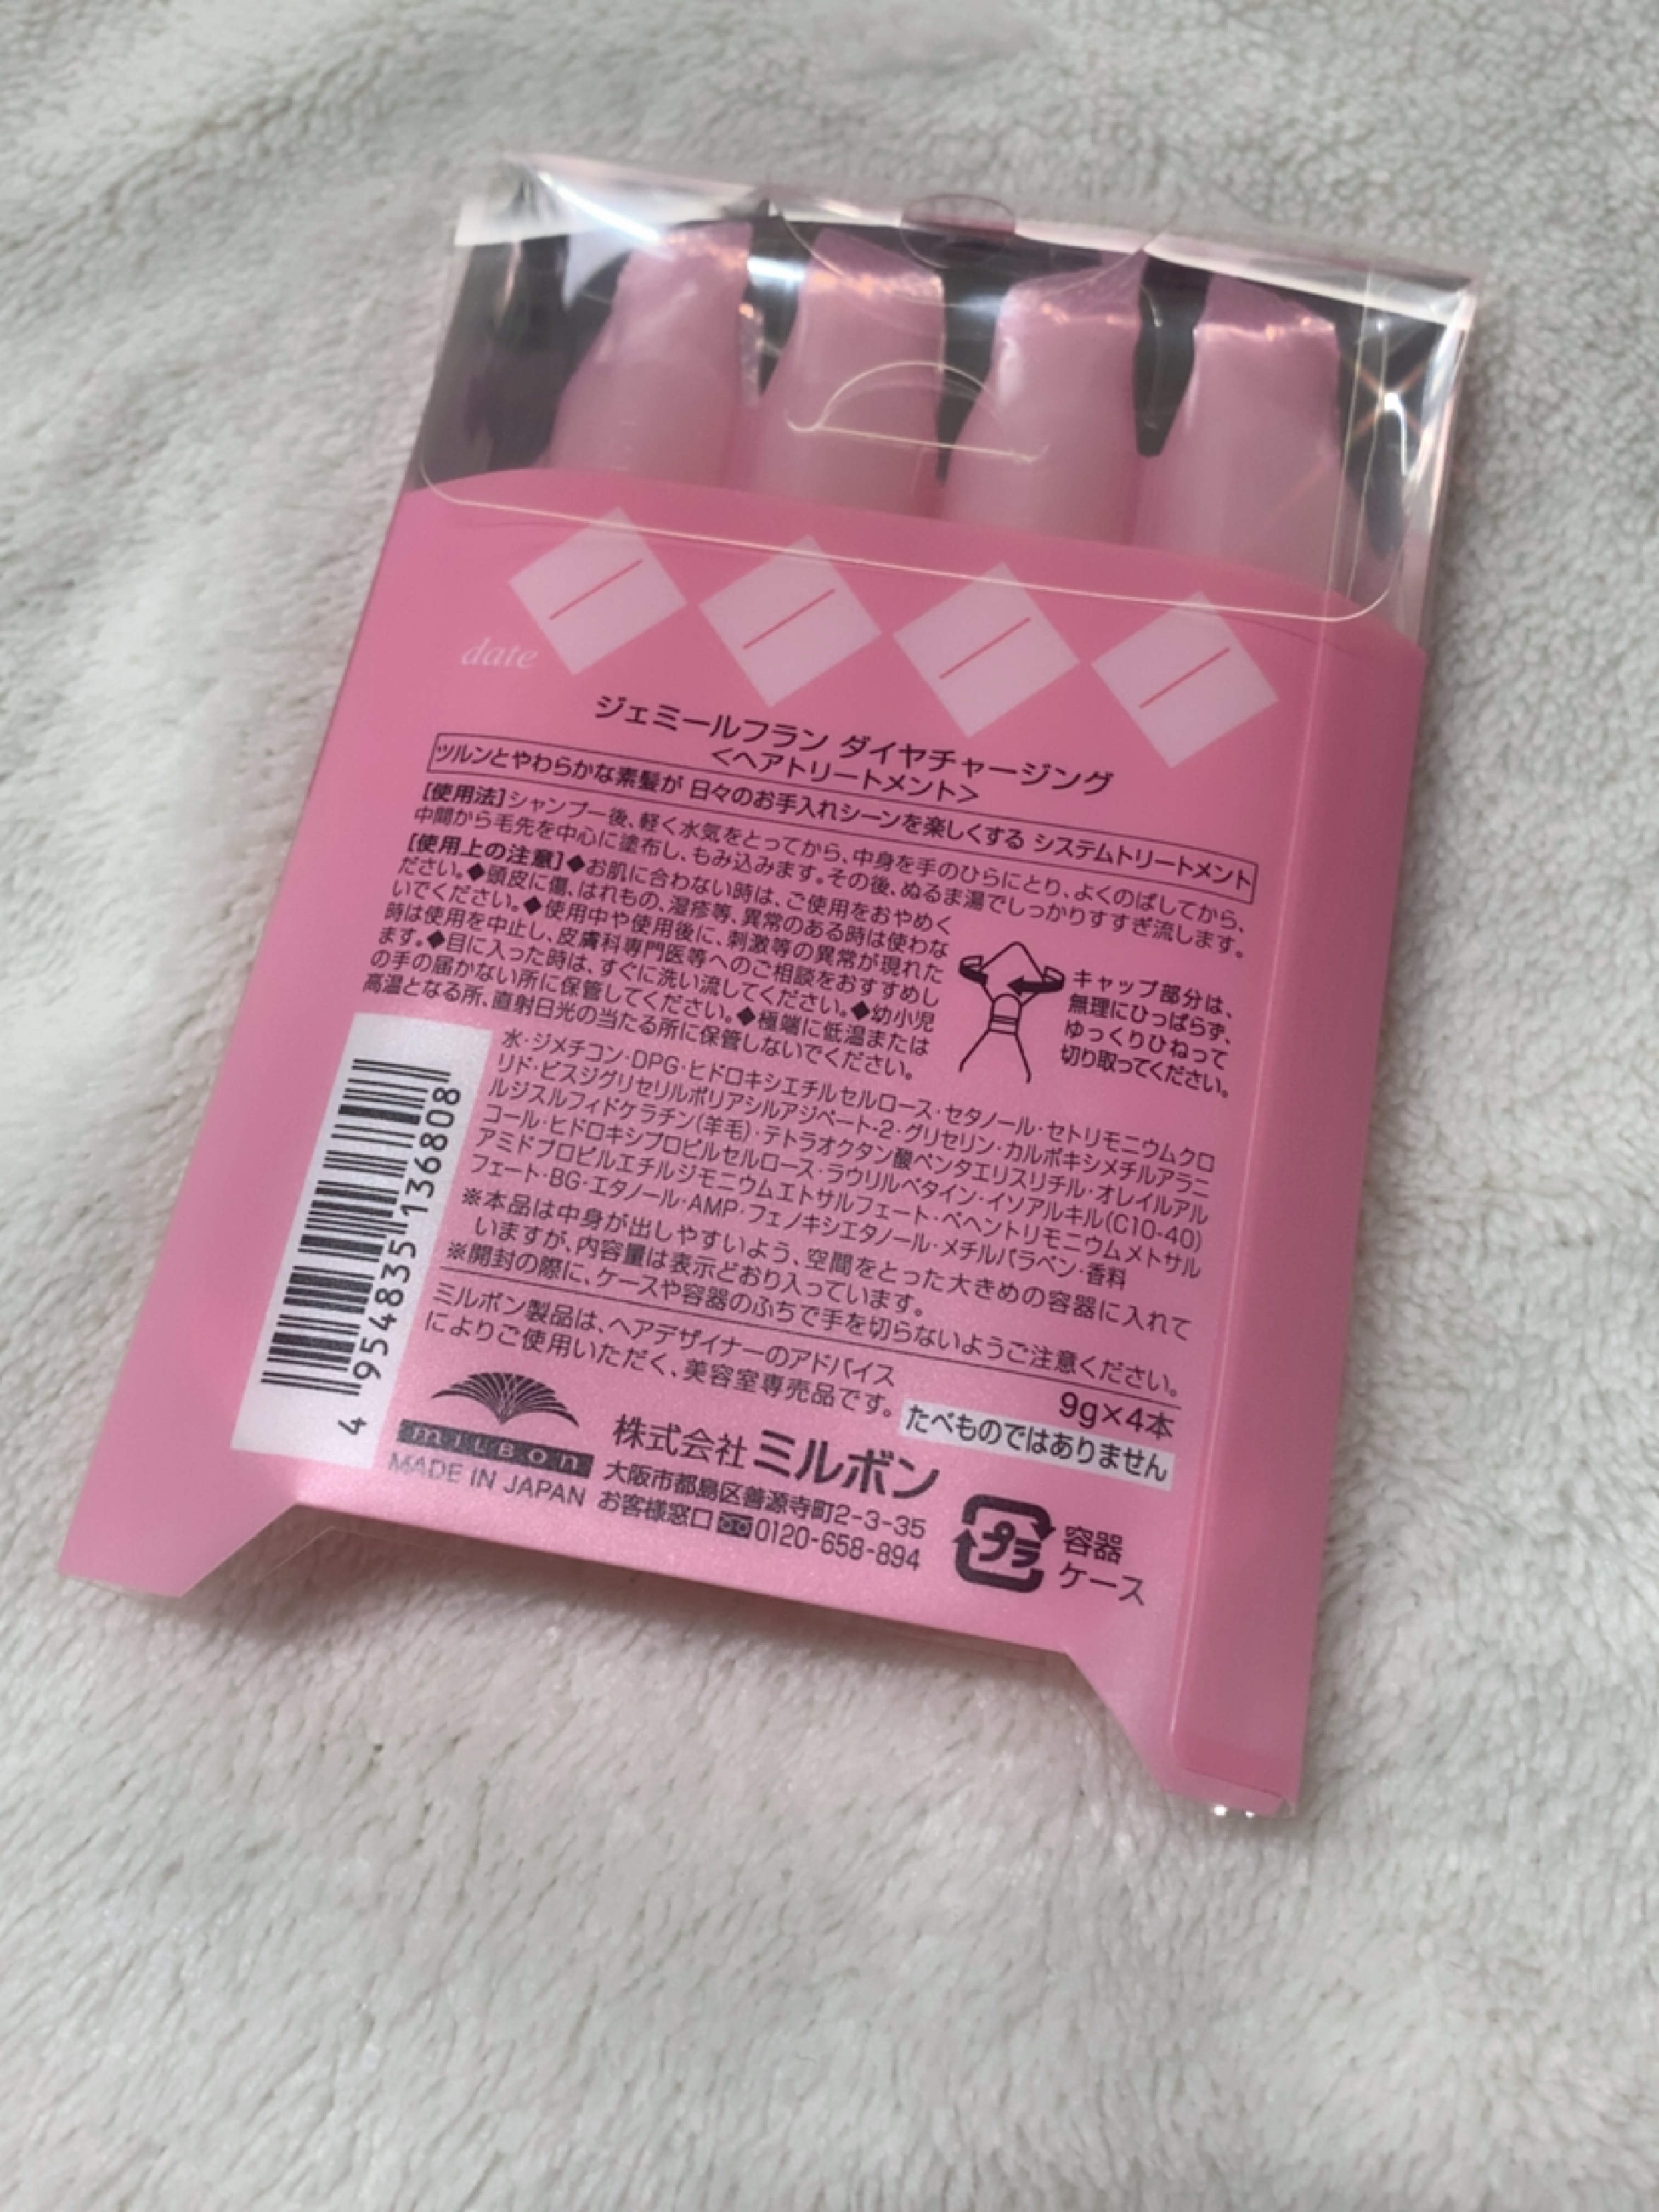 date
ジェミールフラン ダイヤチャージング
<ヘアトリートメント>
ツルンとやわらかな素髪が 日々のお手入れシーンを楽しくする システムトリートメント
【使用法】シャンプー後、軽く水気をとってから、中身を手のひらにとり、よくのばしてから、
中間から毛先を中心に塗布し、もみ込みます。その後、ぬるま湯でしっかりすすぎ流します。
【使用上の注意】◆お肌に合わない時は、ご使用をおやめく
ださい。◆頭皮に傷、はれもの、湿疹等、異常のある時は使わな
いでください。◆使用中や使用後に、刺激等の異常が現れた
時は使用を中止し、皮膚科専門医等へのご相談をおすすめし
ます。◆目に入った時は、すぐに洗い流してください。◆幼小児
の手の届かない所に保管してください。◆極端に低温または
高温となる所、直射日光の当たる所に保管しないでください。
キャップ部分は、
無理にひっぱらず、
ゆっくりひねって
切り取ってください。
水・ジメチコン・DPG・ヒドロキシエチルセルロース・セタノール・セトリモニウムクロ
リド・ビスジグリセリルポリアシルアジペート-2・グリセリン・カルボキシメチルアラニ
ルジスルフィドケラチン(羊毛)・テトラオクタン酸ペンタエリスリチル・オレイルアル
コール・ヒドロキシプロピルセルロース・ラウリルベタイン・イソアルキル(C10-40)
アミドプロピルエチルジモニウムエトサルフェート・ベヘントリモニウムメトサル
フェート・BG・エタノール・AMP・フェノキシエタノール・メチルパラベン・香料
※本品は中身が出しやすいよう、空間をとった大きめの容器に入れて
いますが、内容量は表示どおり入っています。
※開封の際に、ケースや容器のふちで手を切らないようご注意ください。
ミルボン製品は、ヘアデザイナーのアドバイス
によりご使用いただく、美容室専売品です。
9g×4本
たべものではありません
milbon
MADE IN JAPAN
株式会社 ミルボン
大阪市都島区善源寺町2-3-35
お客様窓口 0120-658-894
プラ
容器
ケース
4 954835 136808